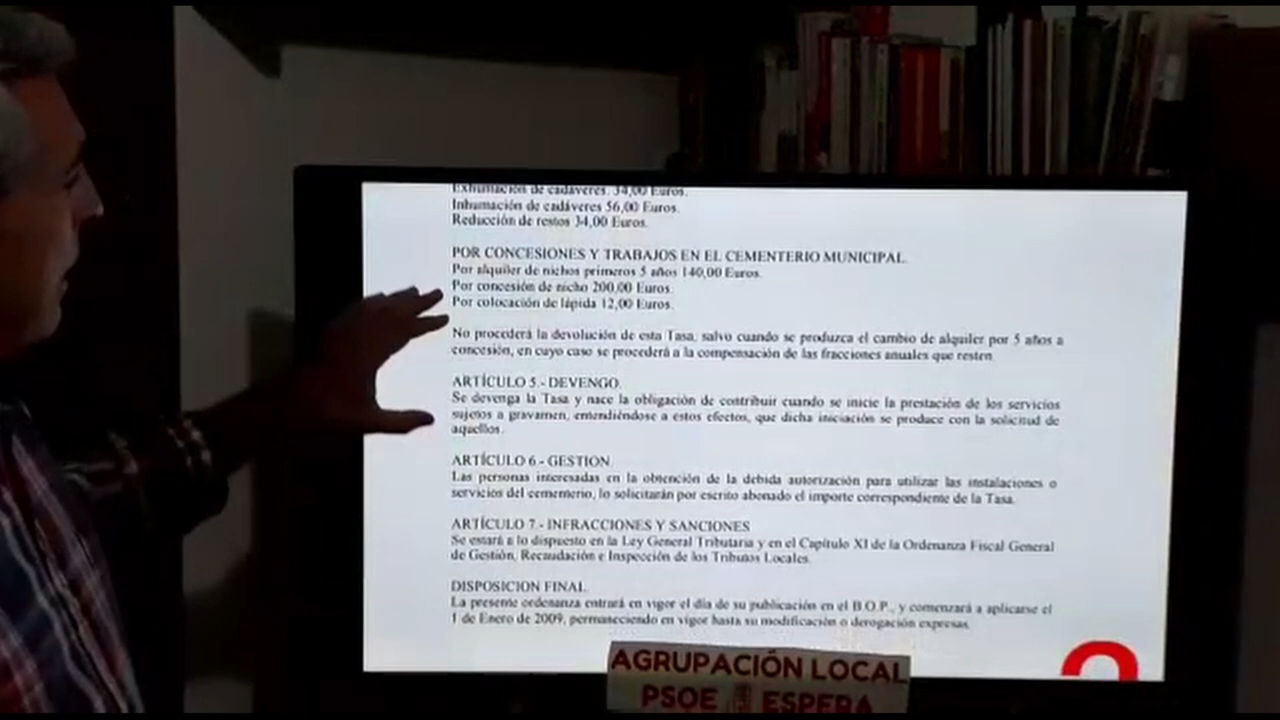 Exhumación de cadáveres. 34,00 Euros.
Inhumación de cadáveres 56,00 Euros.
Reducción de restos 34,00 Euros.
POR CONCESIONES Y TRABAJOS EN EL CEMENTERIO MUNICIPAL.
Por alquiler de nichos primeros 5 años 140,00 Euros.
Por concesión de nicho 200,00 Euros.
Por colocación de lápida 12,00 Euros.
No procederá la devolución de esta Tasa, salvo cuando se produzca el cambio de alquiler por 5 años a
concesión, en cuyo caso se procederá a la compensación de las fracciones anuales que resten.
ARTÍCULO 5.- DEVENGO.
Se devenga la Tasa y nace la obligación de contribuir cuando se inicie la prestación de los servicios
sujetos a gravamen, entendiéndose a estos efectos, que dicha iniciación se produce con la solicitud de
aquellos.
ARTÍCULO 6.- GESTION.
Las personas interesadas en la obtención de la debida autorización para utilizar las instalaciones o
servicios del cementerio, lo solicitarán por escrito abonado el importe correspondiente de la Tasa.
ARTÍCULO 7.- INFRACCIONES Y SANCIONES
Se estará a lo dispuesto en la Ley General Tributaria y en el Capítulo XI de la Ordenanza Fiscal General
de Gestión, Recaudación e Inspección de los Tributos Locales.
DISPOSICION FINAL.
La presente ordenanza entrará en vigor el día de su publicación en el B.O.P., y comenzará a aplicarse el
1 de Enero de 2009, permaneciendo en vigor hasta su modificación o derogación expresas.
AGRUPACIÓN LOCAL
PSOE ESPERA